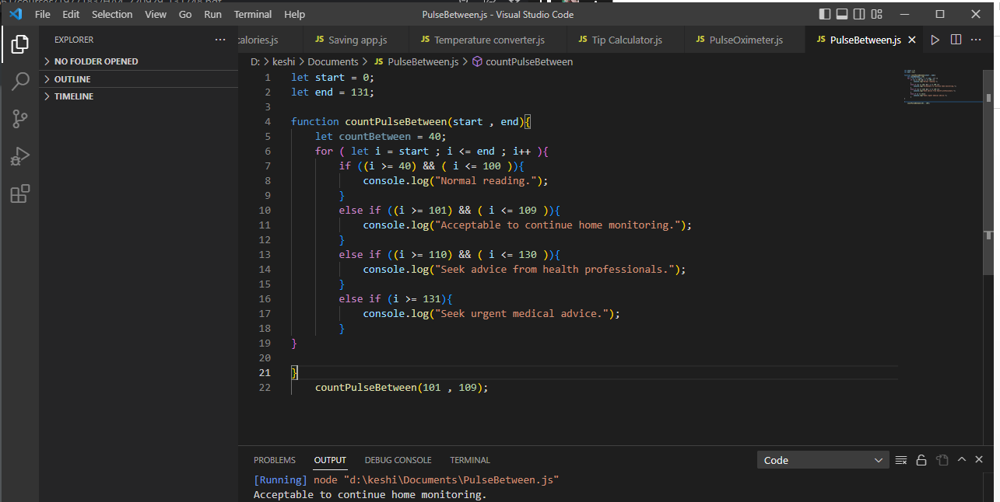 File Edit Selection View Go Run Terminal Help PulseBetween.js - Visual Studio Code
EXPLORER
calories.js JS Saving app.js JS Temperature converter.js JS Tip Calculator.js JS PulseOximeter.js JS PulseBetween.js
NO FOLDER OPENED
OUTLINE
TIMELINE
D: > keshi > Documents > JS PulseBetween.js > countPulseBetween
1 let start = 0;
2 let end = 131;
3
4 function countPulseBetween(start , end){
5 let countBetween = 40;
6 for ( let i = start ; i <= end ; i++ ){
7 if ((i >= 40) && ( i <= 100 )){
8 console.log("Normal reading.");
9 }
10 else if ((i >= 101) && ( i <= 109 )){
11 console.log("Acceptable to continue home monitoring.");
12 }
13 else if ((i >= 110) && ( i <= 130 )){
14 console.log("Seek advice from health professionals.");
15 }
16 else if (i >= 131){
17 console.log("Seek urgent medical advice.");
18 }
19 }
20
21 }
22 countPulseBetween(101 , 109);
PROBLEMS OUTPUT DEBUG CONSOLE TERMINAL Code
[Running] node "d:\keshi\Documents\PulseBetween.js"
Acceptable to continue home monitoring.